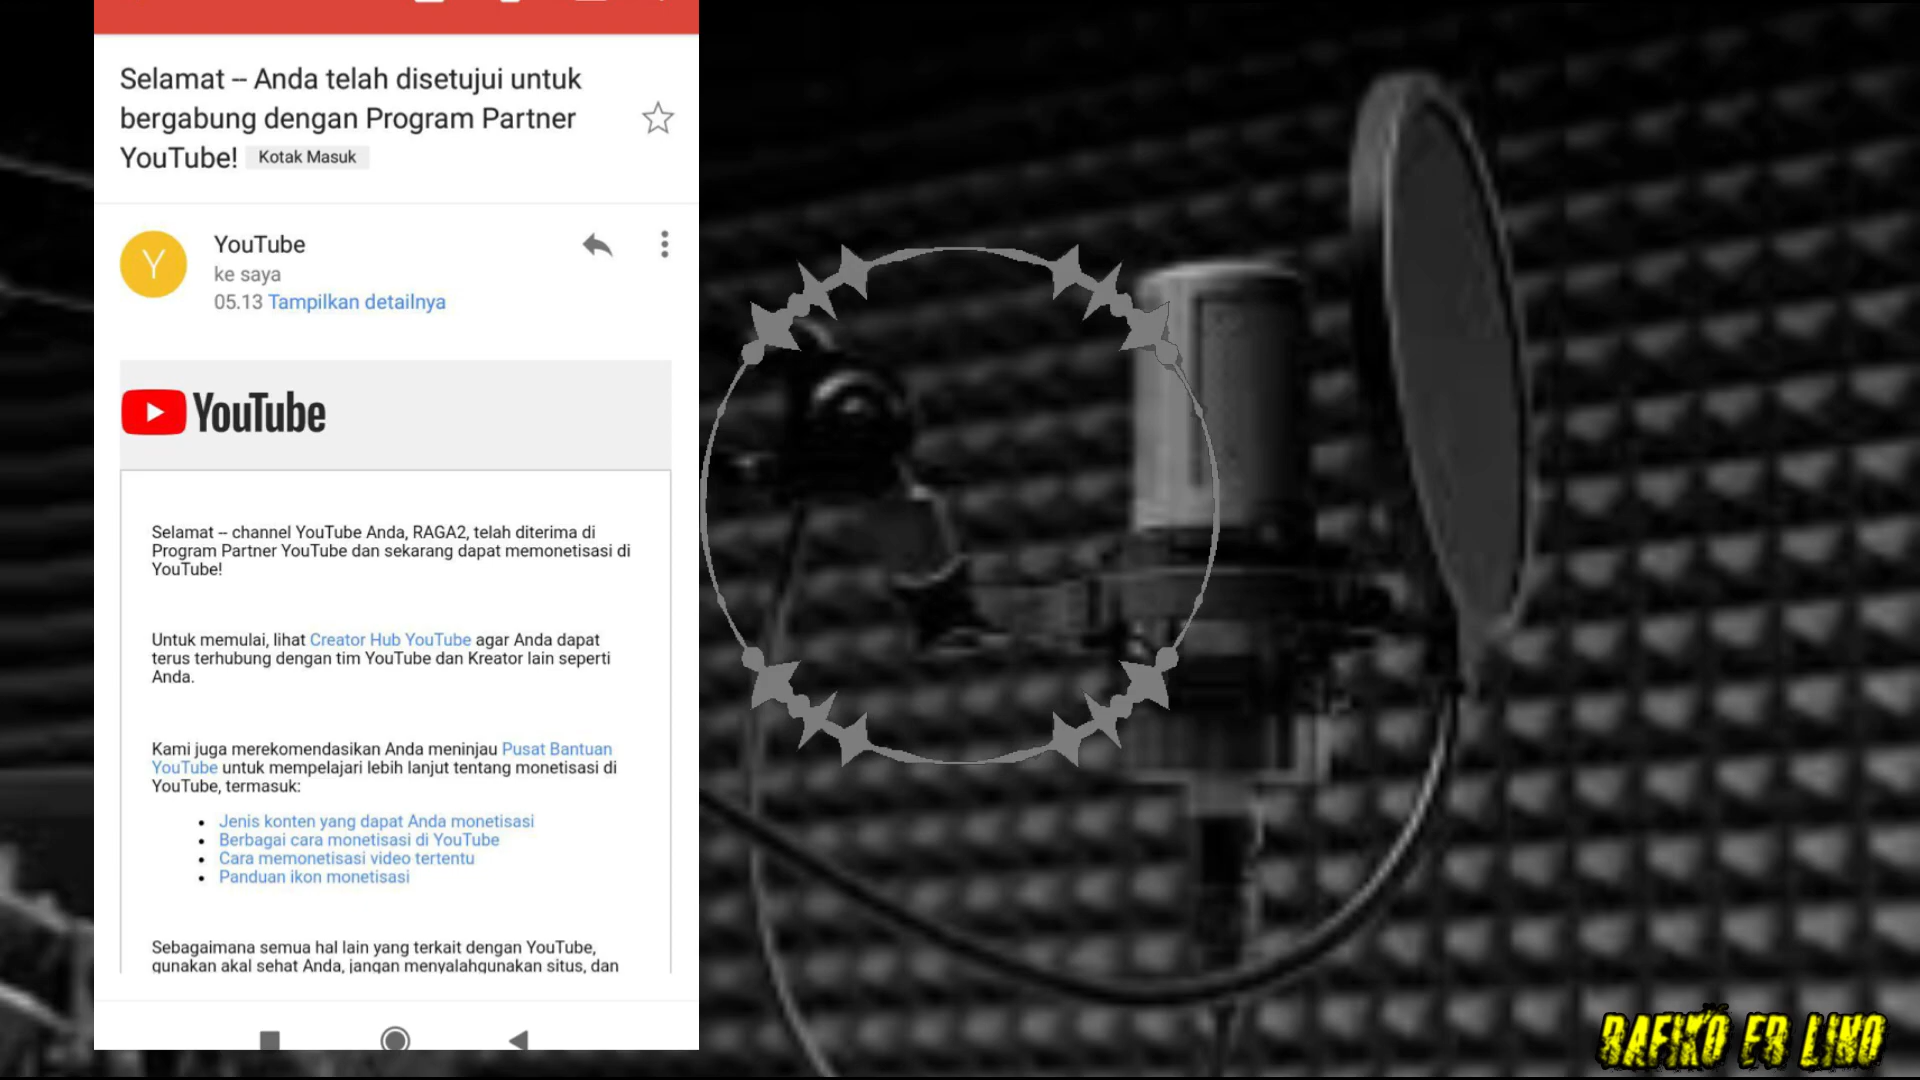 Selamat -- Anda telah disetujui untuk
bergabung dengan Program Partner
YouTube! Kotak Masuk
Y
YouTube
ke saya
05.13 Tampilkan detailnya
YouTube
Selamat -- channel YouTube Anda, RAGA2, telah diterima di
Program Partner YouTube dan sekarang dapat memonetisasi di
YouTube!
Untuk memulai, lihat Creator Hub YouTube agar Anda dapat
terus terhubung dengan tim YouTube dan Kreator lain seperti
Anda.
Kami juga merekomendasikan Anda meninjau Pusat Bantuan
YouTube untuk mempelajari lebih lanjut tentang monetisasi di
YouTube, termasuk:
• Jenis konten yang dapat Anda monetisasi
• Berbagai cara monetisasi di YouTube
• Cara memonetisasi video tertentu
• Panduan ikon monetisasi
Sebagaimana semua hal lain yang terkait dengan YouTube,
gunakan akal sehat Anda, jangan menyalahgunakan situs, dan
LINO